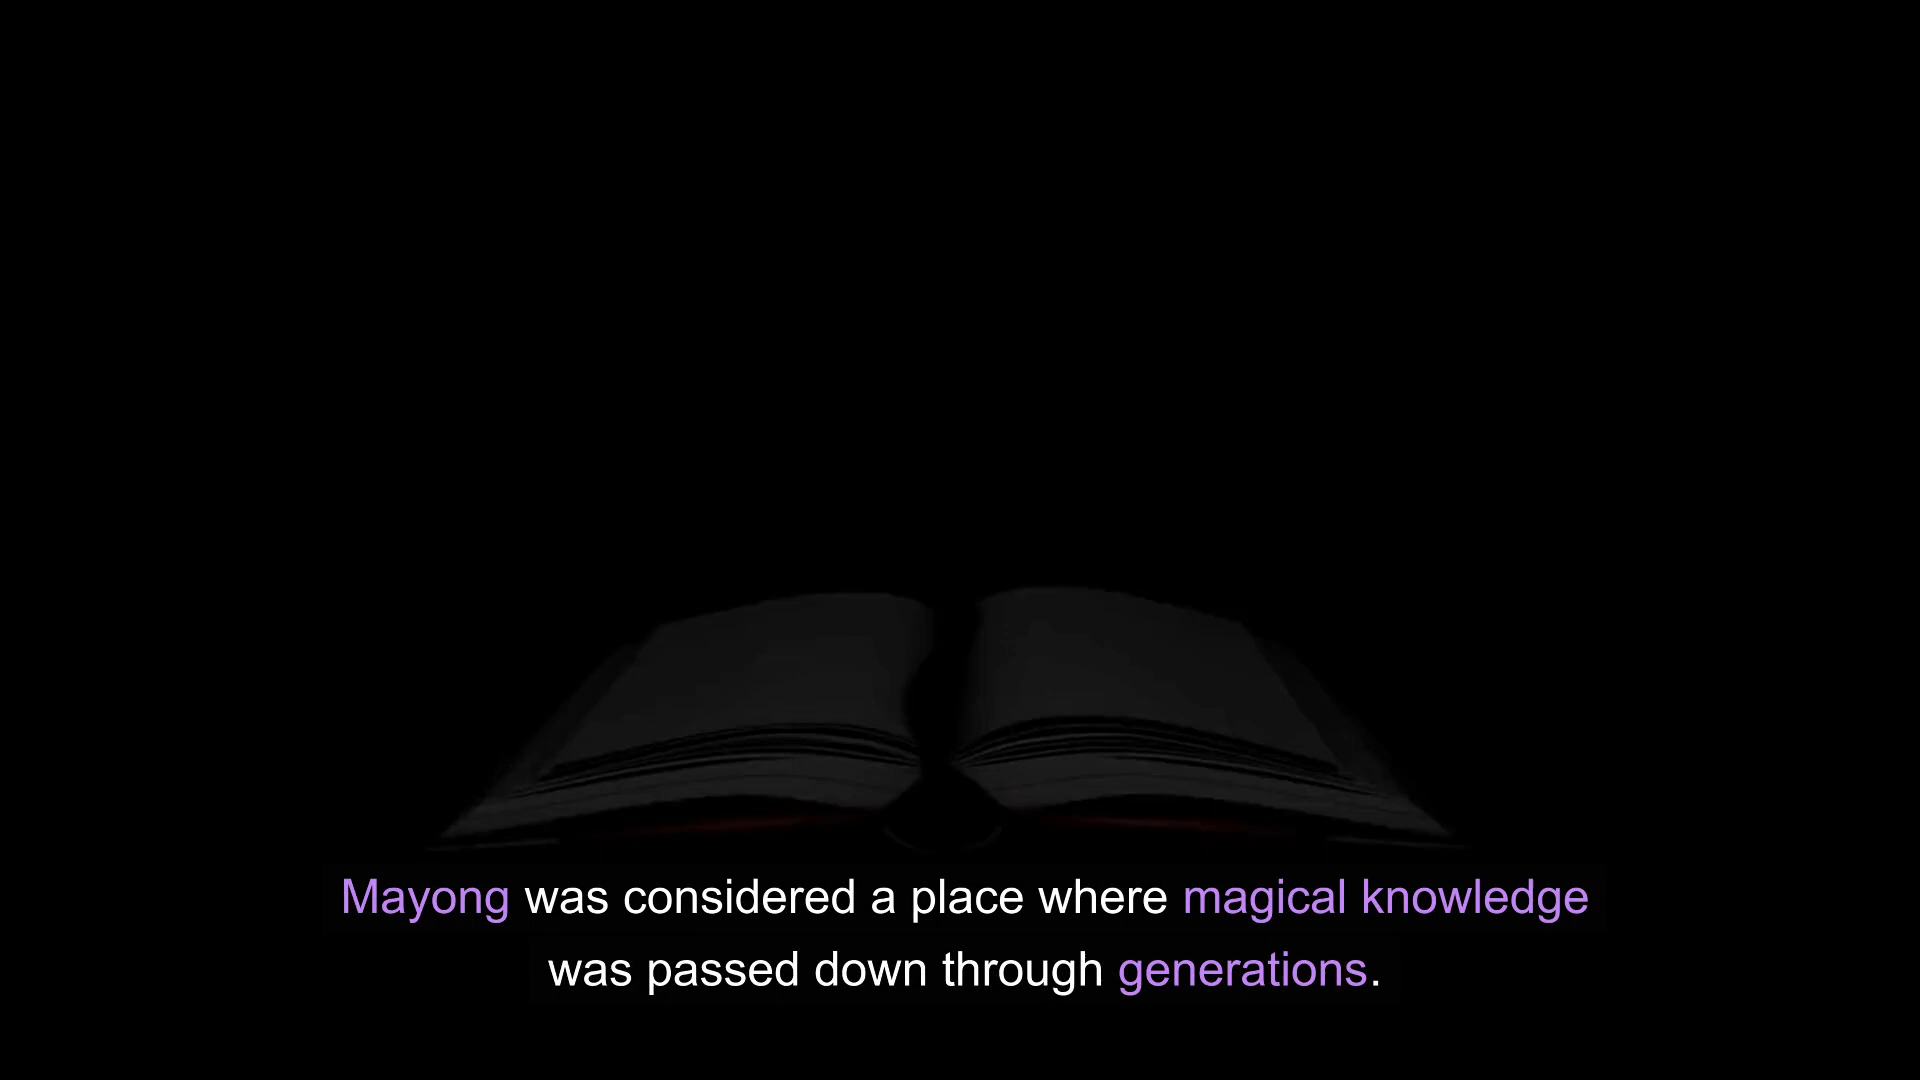 Mayong was considered a place where magical knowledge
was passed down through generations.